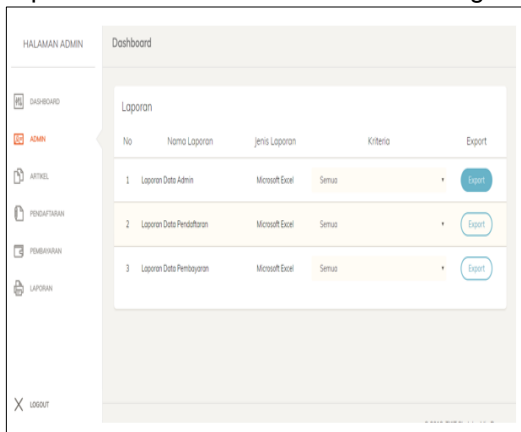 HALAMAN ADMIN
Dashboard
DASHBOARD
ADMIN
ARTIKEL
PENDAFTARAN
PEMBAYARAN
LAPORAN
LOGOUT
Laporan
No Nama Laporan Jenis Laporan Kriteria Export
1 Laporan Data Admin Microsoft Excel Semua Export
2 Laporan Data Pendaftaran Microsoft Excel Semua Export
3 Laporan Data Pembayaran Microsoft Excel Semua Export